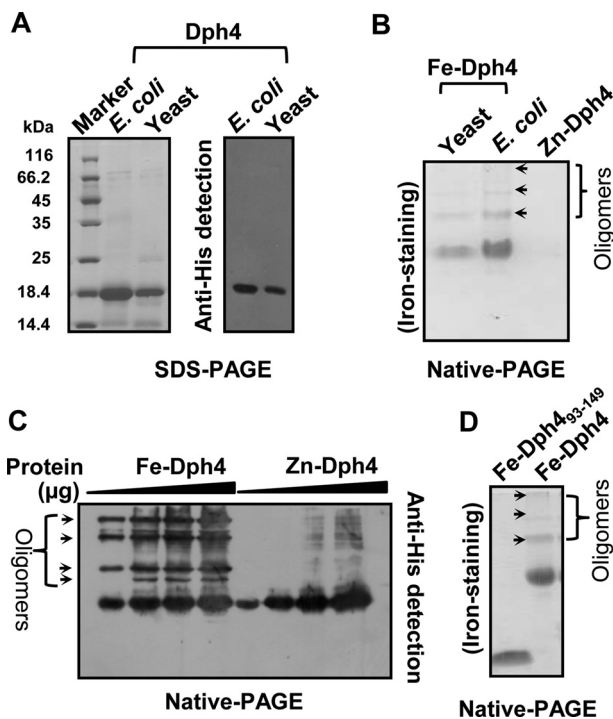 A
Dph4
Marker
E. coli
Yeast
E. coli
Yeast
kDa
116
66.2
45
35
25
18.4
14.4
Anti-His detection
SDS-PAGE
B
Fe-Dph4
Yeast
E. coli
Zn-Dph4
(Iron-staining)
Oligomers
Native-PAGE
C
Protein
(µg)
Fe-Dph4
Zn-Dph4
Oligomers
Anti-His detection
Native-PAGE
D
Fe-Dph4₉₃₋₁₄₉
Fe-Dph4
(Iron-staining)
Oligomers
Native-PAGE